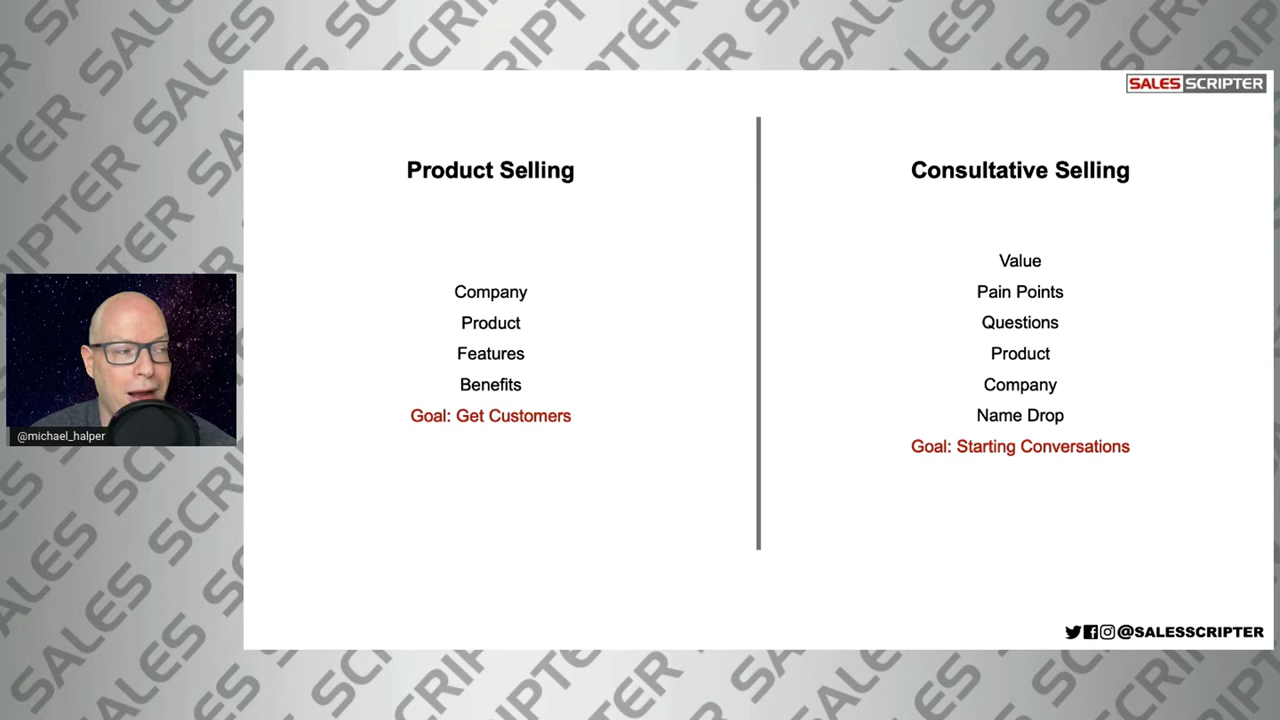 SALES SCRIPTER
Product Selling
Company
Product
Features
Benefits
Goal: Get Customers
Consultative Selling
Value
Pain Points
Questions
Product
Company
Name Drop
Goal: Starting Conversations
@michael_halper
@SALESSCRIPTER